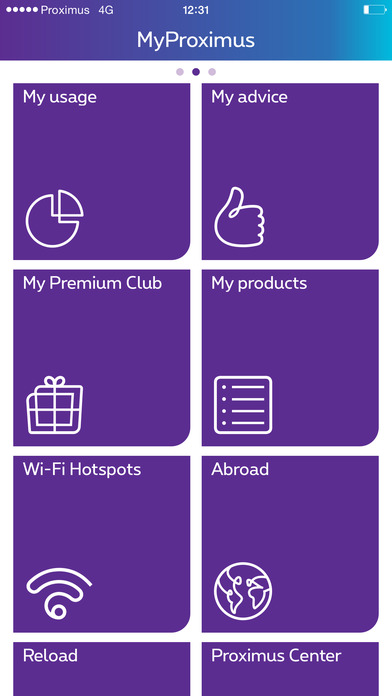 Proximus 4G 12:31
MyProximus
My usage
My advice
My Premium Club
My products
Wi-Fi Hotspots
Abroad
Reload
Proximus Center